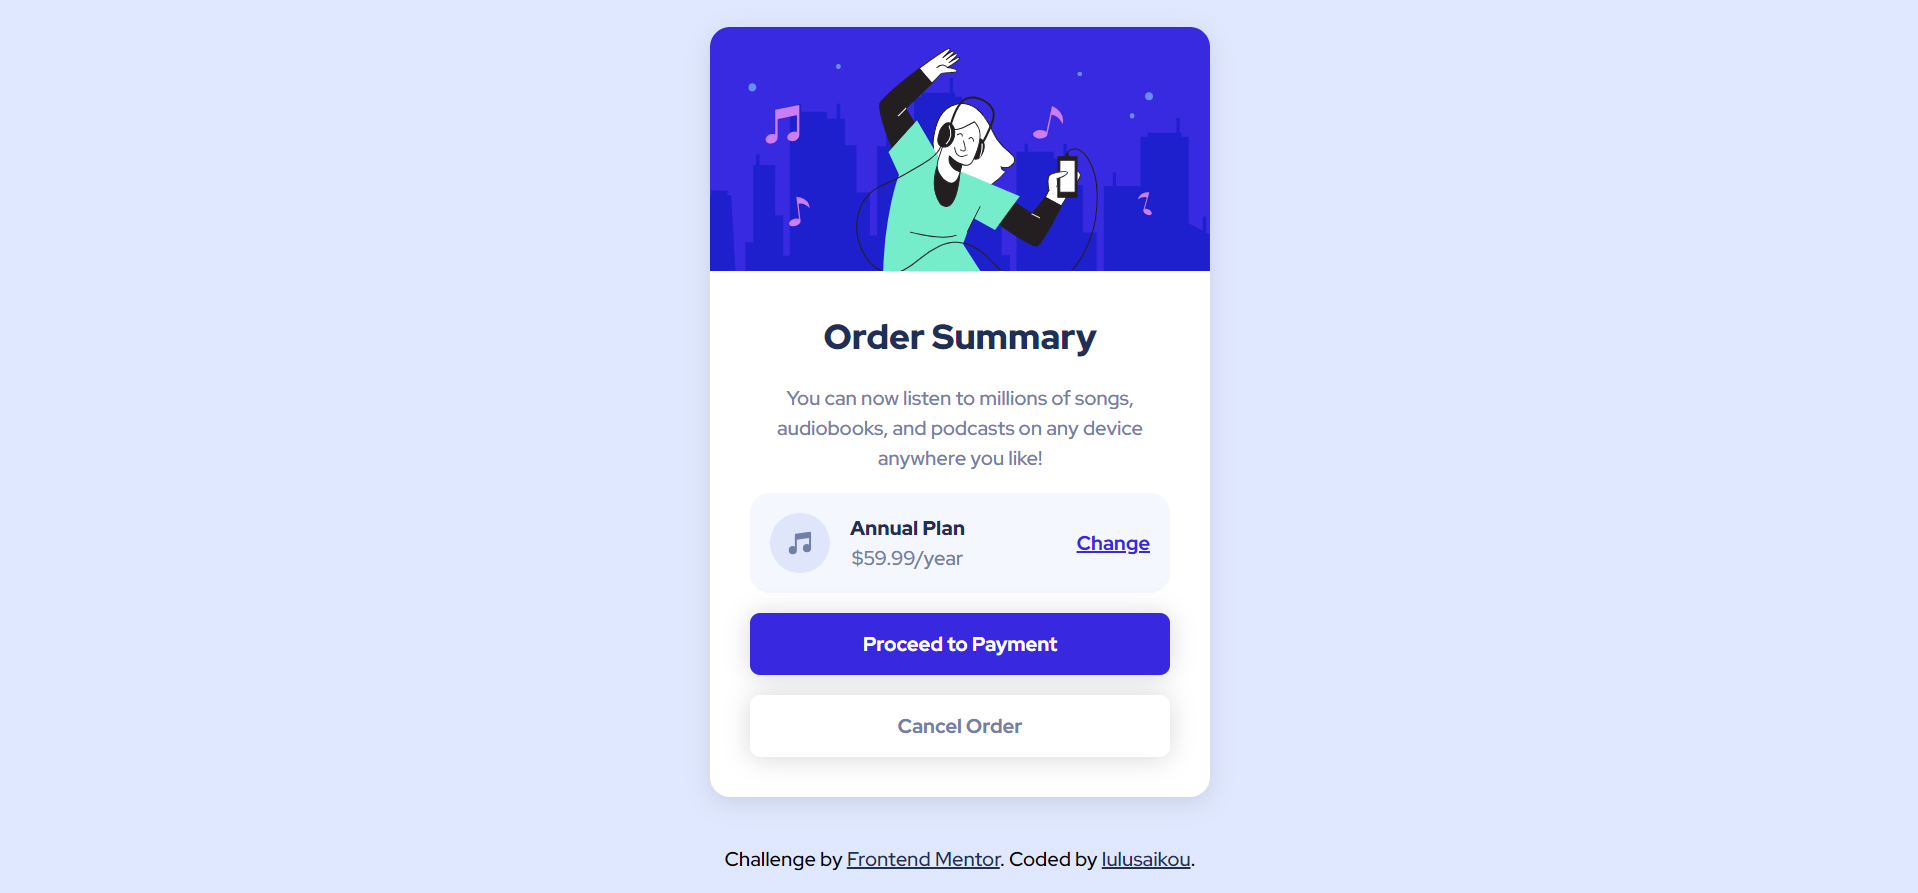 Order Summary
You can now listen to millions of songs,
audiobooks, and podcasts on any device
anywhere you like!
Annual Plan
$59.99/year
Change
Proceed to Payment
Cancel Order
Challenge by Frontend Mentor. Coded by lulusaikou.